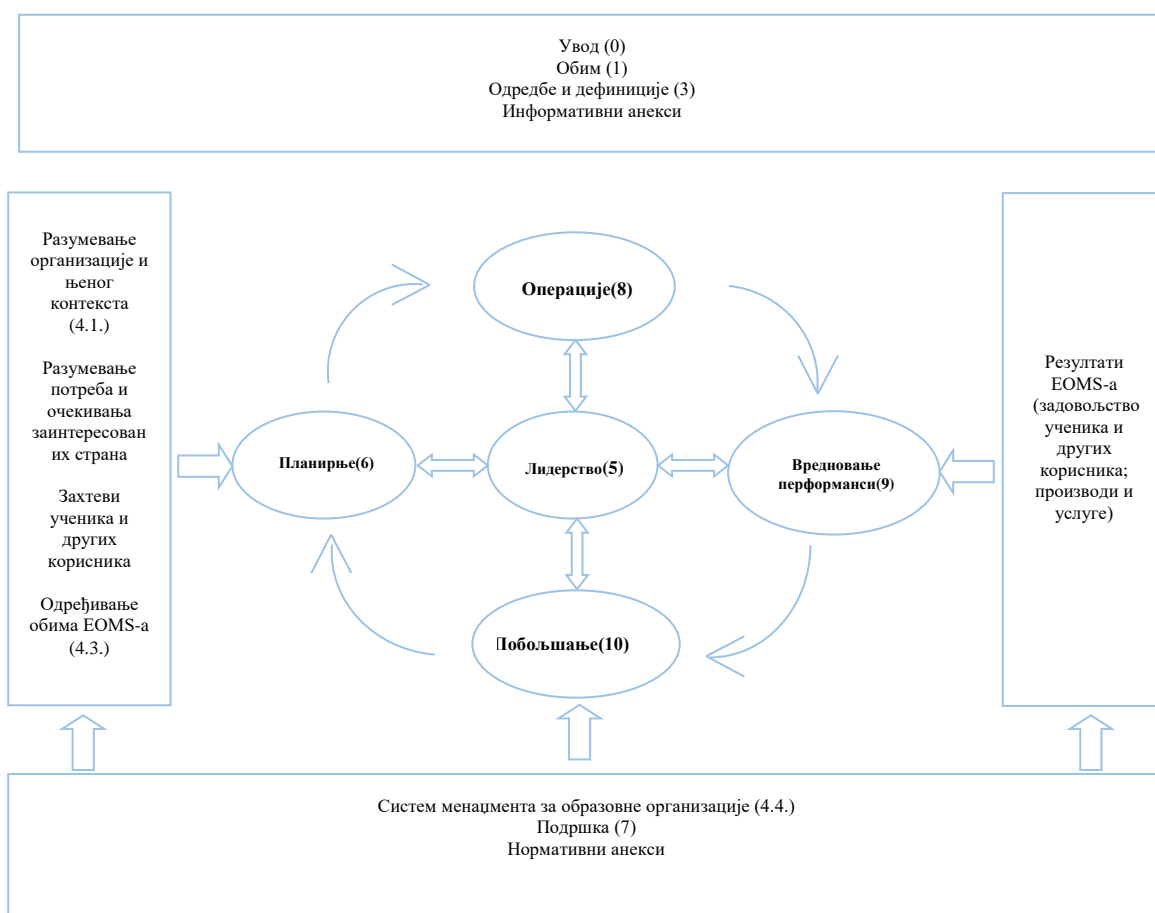 Увод (0)
Обим (1)
Одредбе и дефиниције (3)
Информативни анекси
Разумевање
организације и
њеног
контекста
(4.1.)
Разумевање
потреба и
очекивања
заинтересован
их страна
Захтеви
ученика и
других
корисника
Одређивање
обима EOMS-а
(4.3.)
Операције(8)
Планирње(6)
Лидерство(5)
Вредновање
перформанси(9)
Побољшање(10)
Резултати
EOMS-а
(задовољство
ученика и
других
корисника;
производи и
услуге)
Систем менаџмента за образовне организације (4.4.)
Подршка (7)
Нормативни анекси